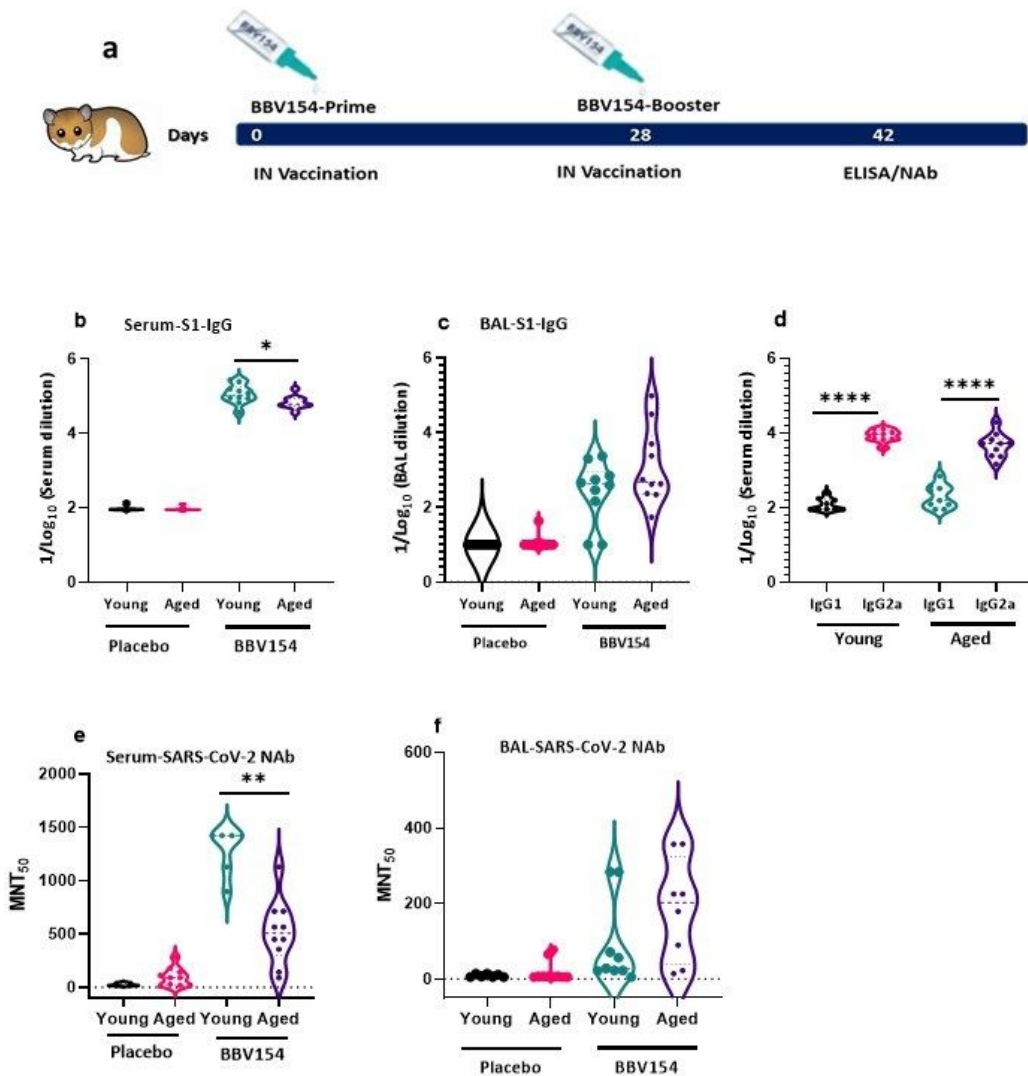 a
BBV154
BBV154
BBV154-Prime
BBV154-Booster
Days
0
28
42
IN Vaccination
IN Vaccination
ELISA/NAb
b
Serum-S1-IgG
*
1/Log10 (Serum dilution)
6
4
2
0
Young Aged Young Aged
Placebo
BBV154
c
BAL-S1-IgG
1/Log10 (BAL dilution)
6
4
2
0
Young Aged Young Aged
Placebo
BBV154
d
**** ****
1/Log10 (Serum dilution)
6
4
2
0
IgG1 IgG2a IgG1 IgG2a
Young
Aged
e
Serum-SARS-CoV-2 NAb
**
MNT50
2000
1500
1000
500
0
Young Aged Young Aged
Placebo
BBV154
f
BAL-SARS-CoV-2 NAb
MNT50
600
400
200
0
Young Aged Young Aged
Placebo
BBV154